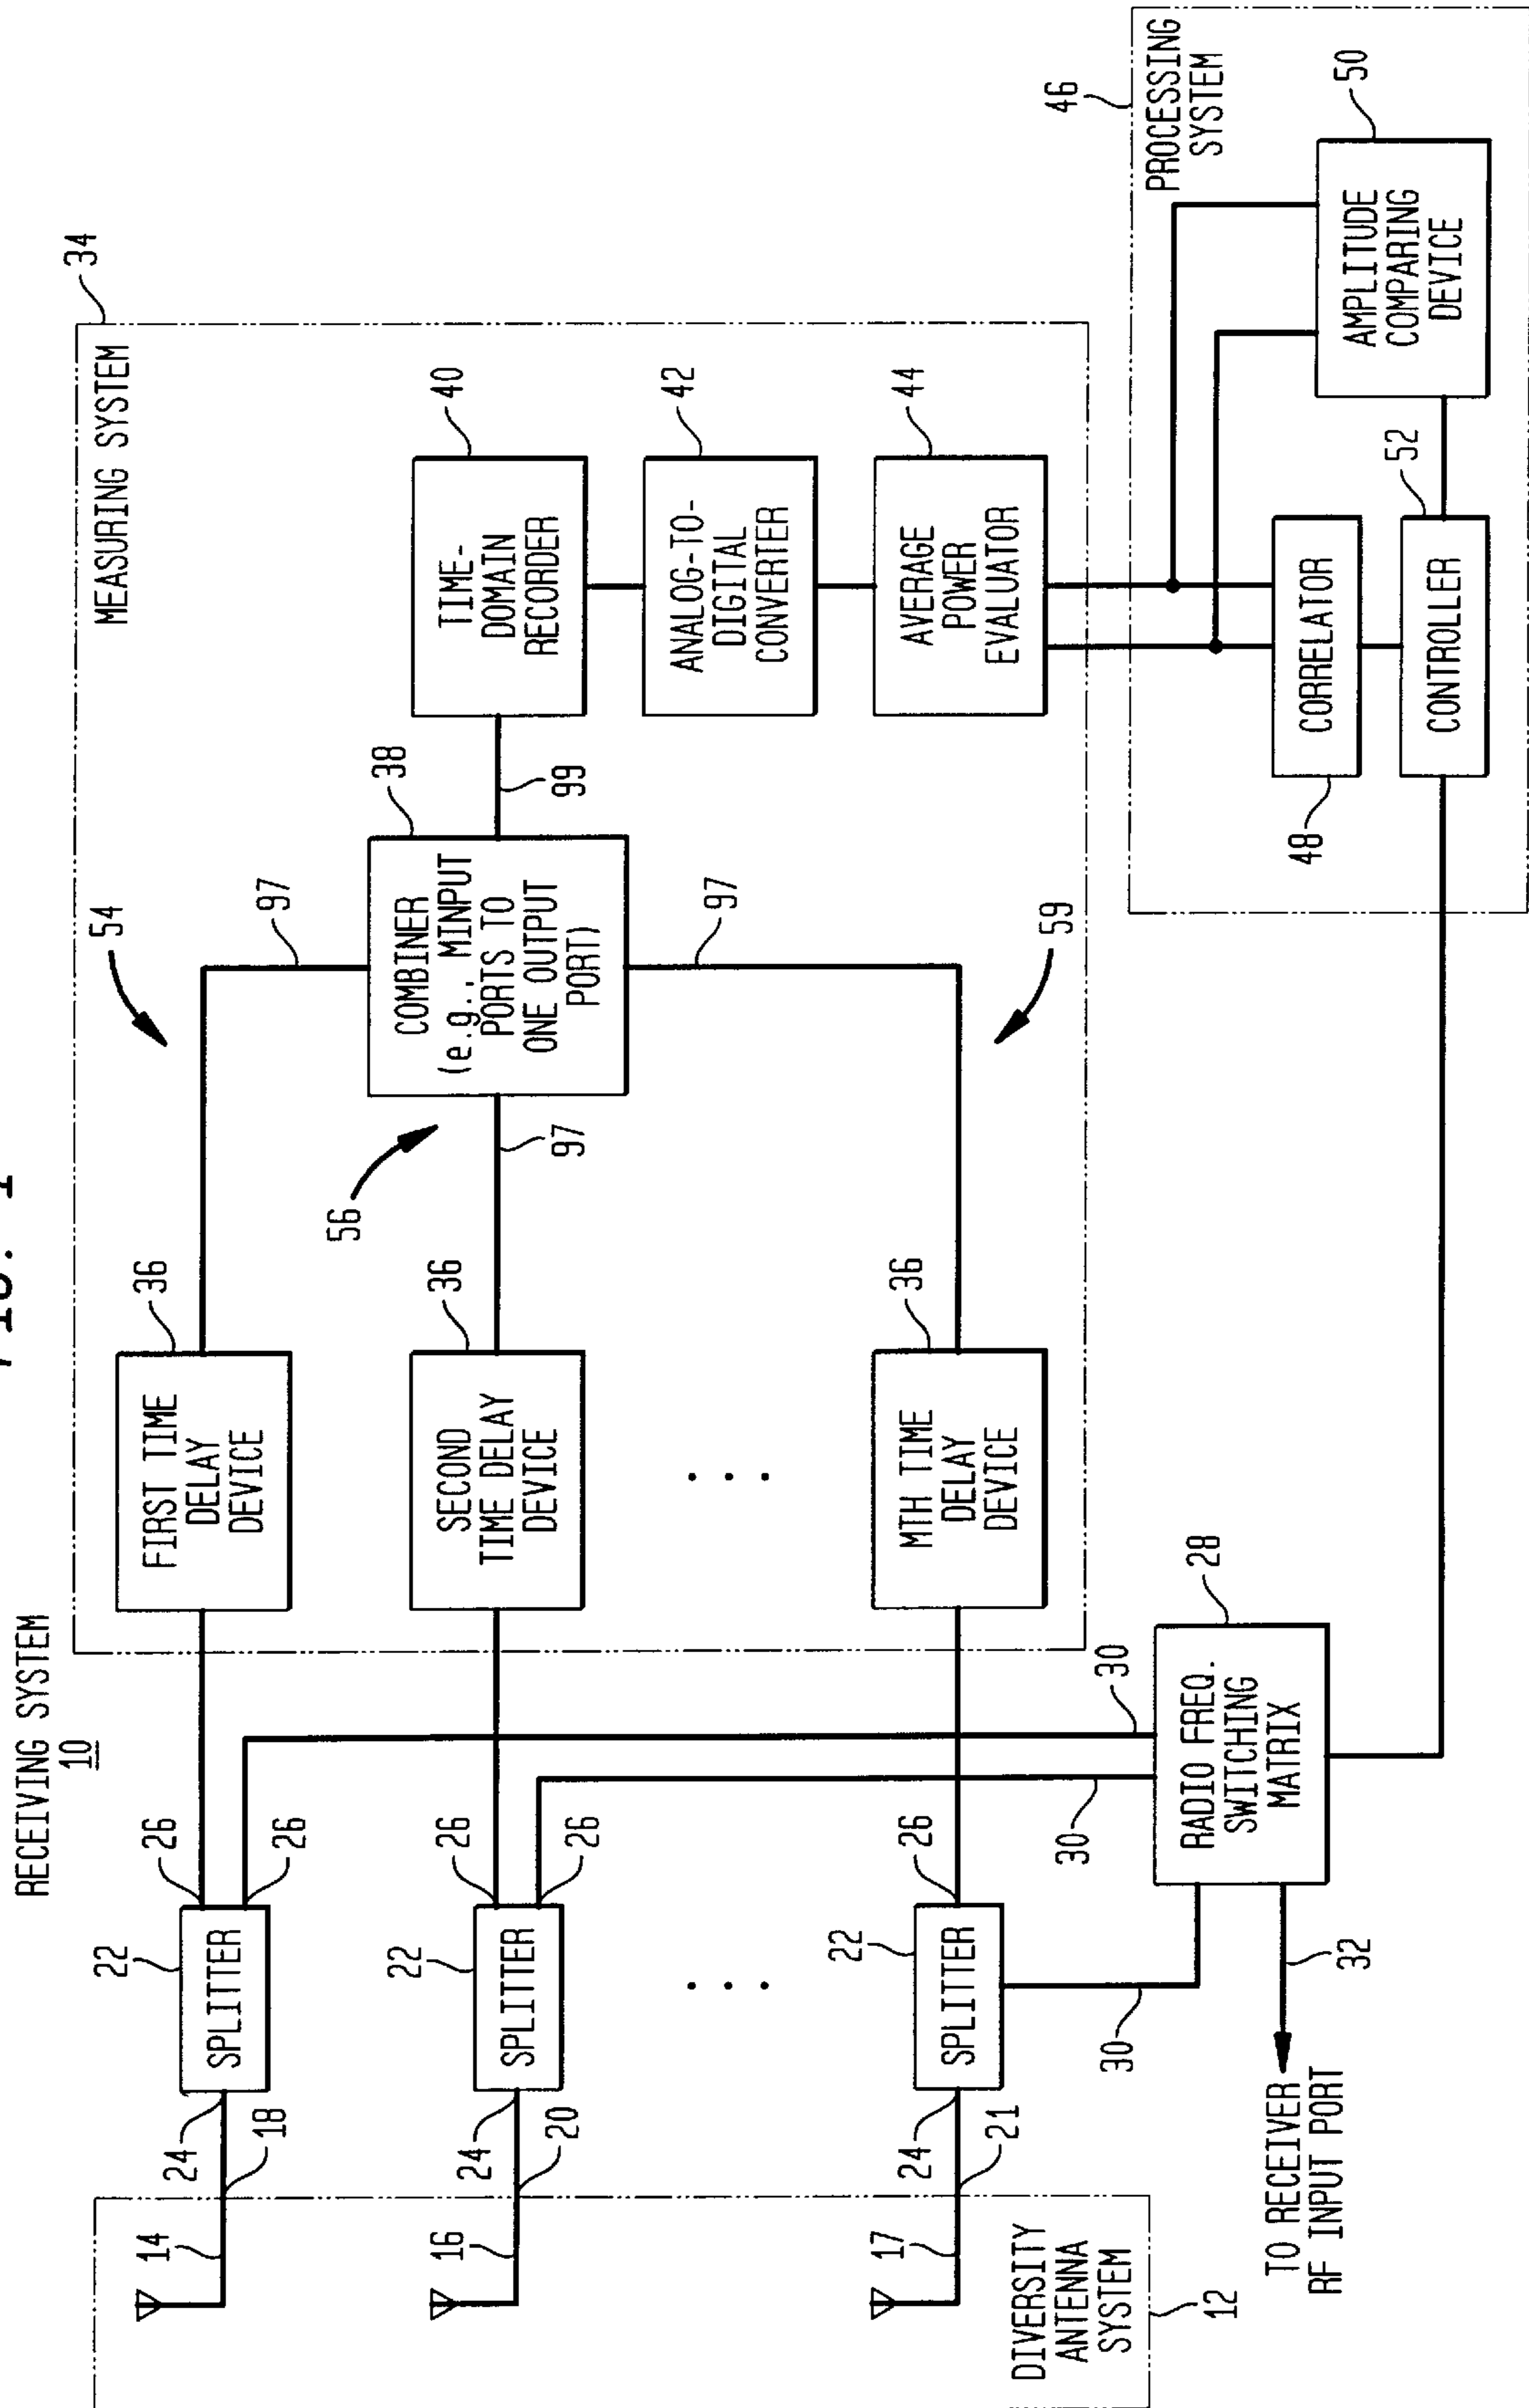 FIG. 1
RECEIVING SYSTEM
10
34
MEASURING SYSTEM
FIRST TIME
DELAY
DEVICE
36
54
97
SECOND
TIME DELAY
DEVICE
36
56
97
COMBINER
(e.g., MINPUT
PORTS TO
ONE OUTPUT
PORT)
38
99
TIME-
DOMAIN
RECORDER
40
ANALOG-TO-
DIGITAL
CONVERTER
42
AVERAGE
POWER
EVALUATOR
44
. . .
MTH TIME
DELAY
DEVICE
36
97
59
22
SPLITTER
26
26
24
18
14
22
SPLITTER
26
26
24
20
16
. . .
22
SPLITTER
26
24
21
17
DIVERSITY
ANTENNA
SYSTEM
12
30
30
30
RADIO FREQ.
SWITCHING
MATRIX
28
32
TO RECEIVER
RF INPUT PORT
46
PROCESSING
SYSTEM
CORRELATOR
48
CONTROLLER
52
AMPLITUDE
COMPARING
DEVICE
50